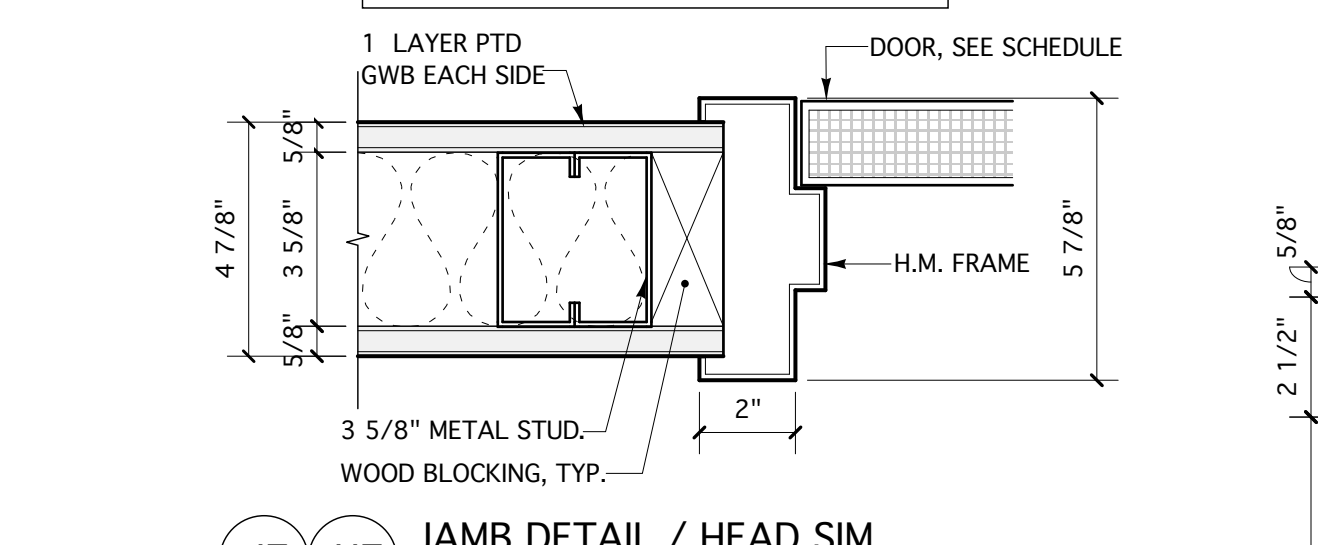 1 LAYER PTD
GWB EACH SIDE
DOOR, SEE SCHEDULE
5/8"
4 7/8"
3 5/8"
5/8"
5 7/8"
H.M. FRAME
5/8"
2 1/2"
2"
3 5/8" METAL STUD.
WOOD BLOCKING, TYP.
JAMB DETAIL / HEAD SIM